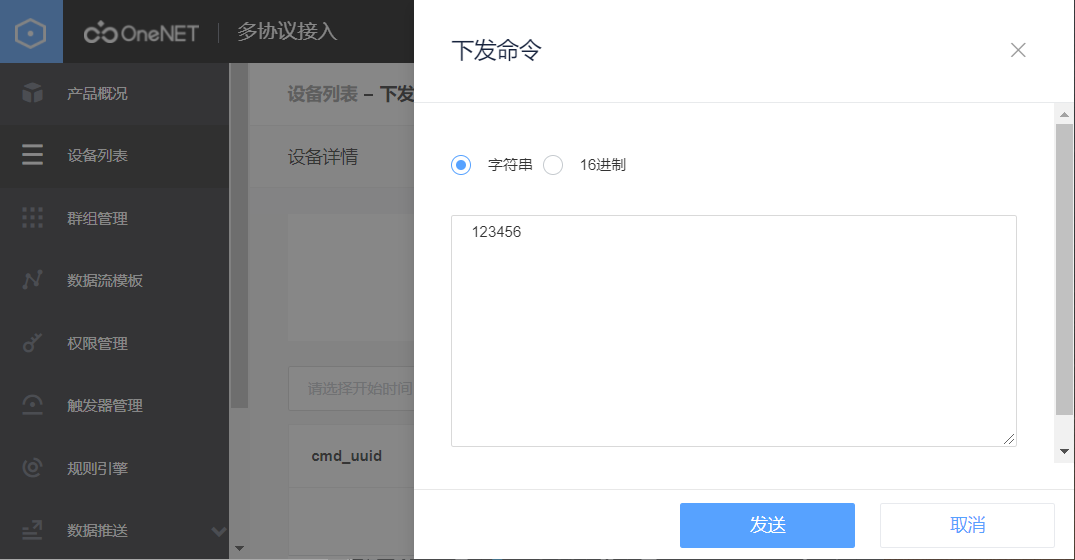 OneNET
多协议接入
产品概况
设备列表
群组管理
数据流模板
权限管理
触发器管理
规则引擎
数据推送
设备列表 – 下发
设备详情
请选择开始时间
cmd_uuid
下发命令
字符串
16进制
123456
发送
取消